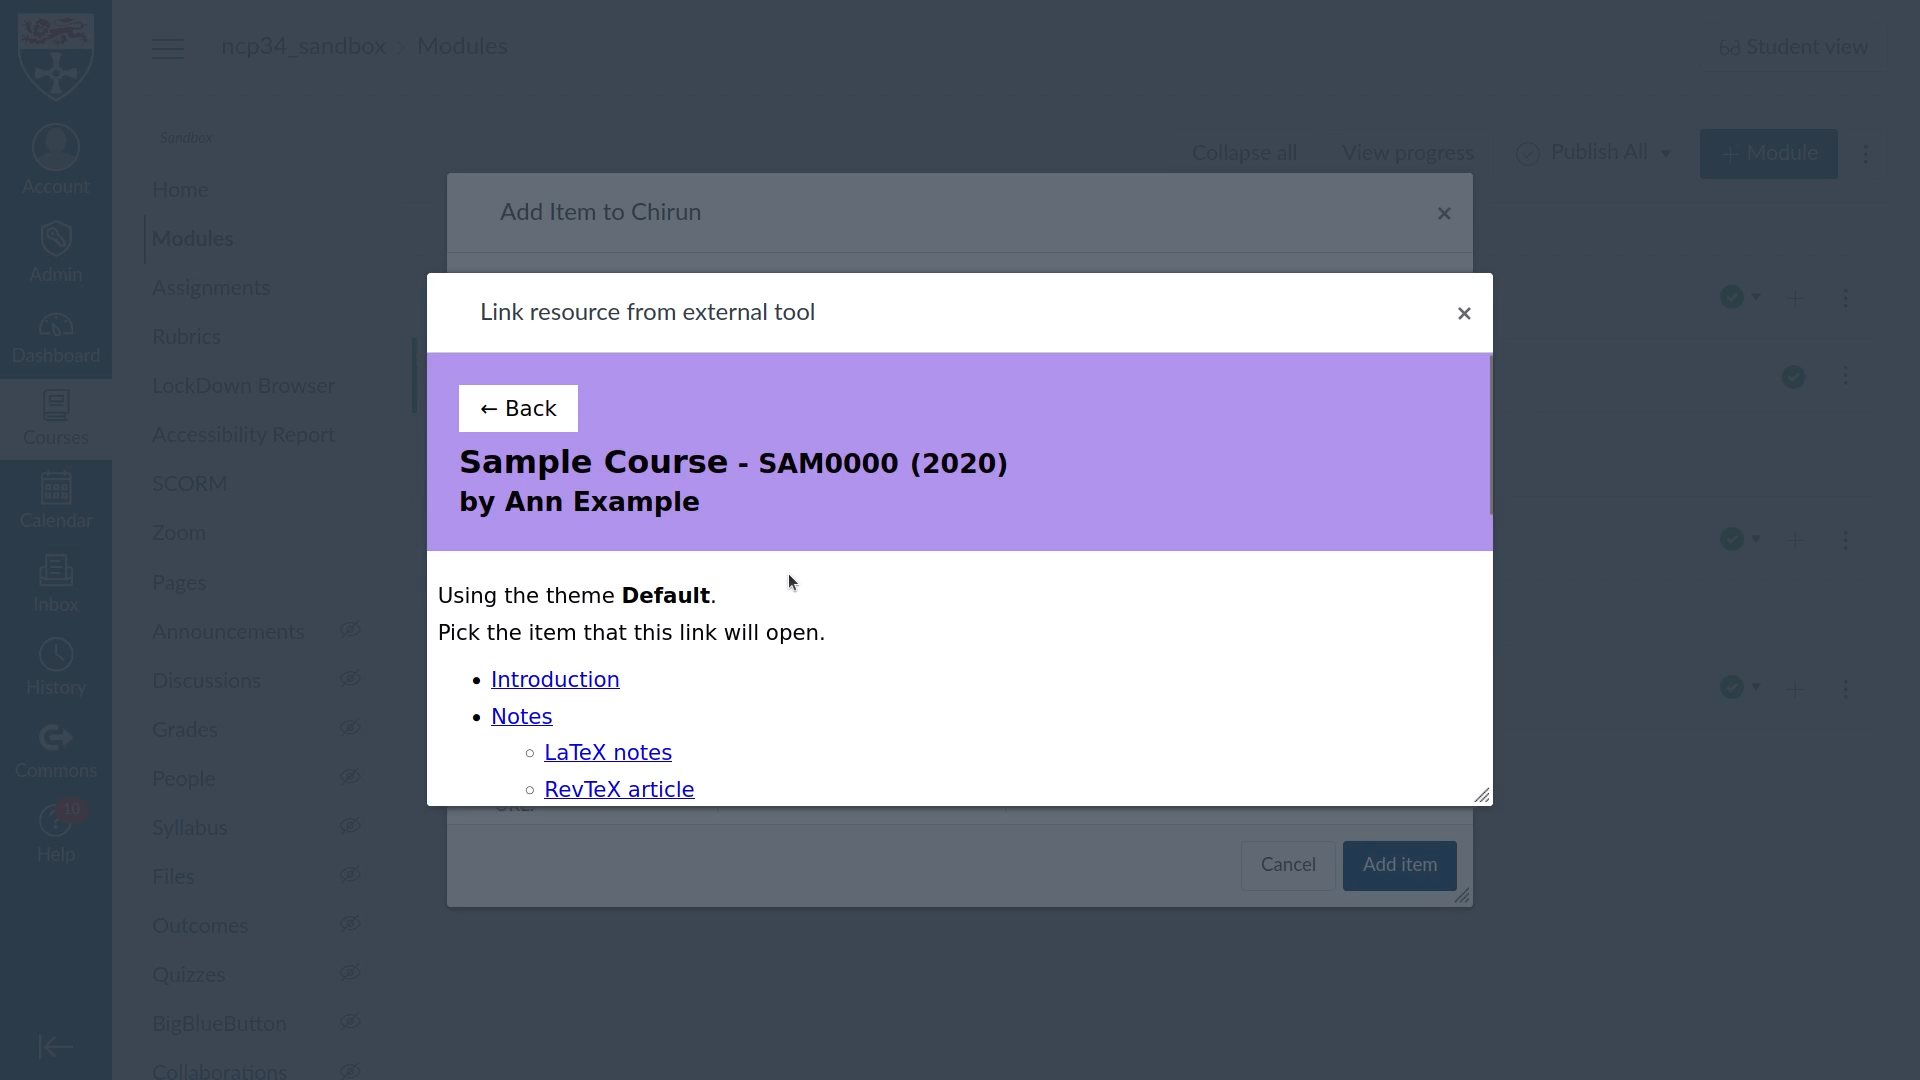 ncp34_sandbox › Modules
Student view
Account
Admin
Dashboard
Courses
Calendar
Inbox
History
Commons
10
Help
Sandbox
Home
Modules
Assignments
Rubrics
LockDown Browser
Accessibility Report
SCORM
Zoom
Pages
Announcements
Discussions
Grades
People
Syllabus
Files
Outcomes
Quizzes
BigBlueButton
Collaborations
Collapse all
View progress
Publish All
+ Module
Add Item to Chirun
×
Link resource from external tool
×
← Back
Sample Course - SAM0000 (2020)
by Ann Example
Using the theme Default.
Pick the item that this link will open.
• Introduction
• Notes
◦ LaTeX notes
◦ RevTeX article
Cancel
Add item